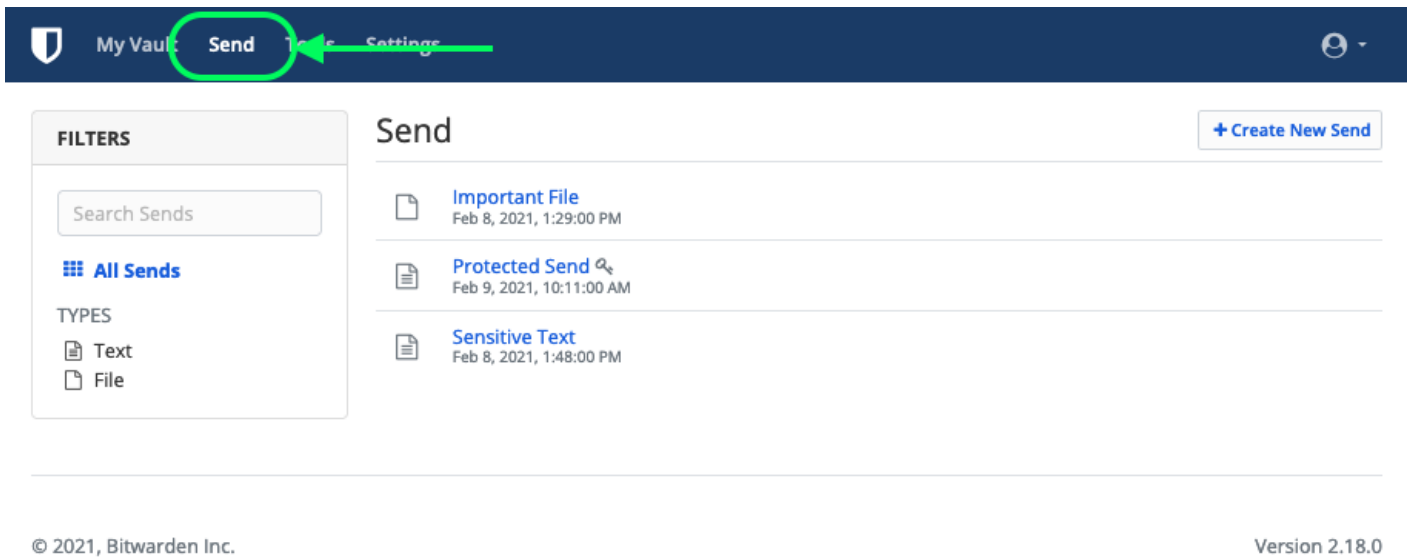 My Vault Send Tools Settings
FILTERS
Search Sends
All Sends
TYPES
Text
File
Send
+ Create New Send
Important File
Feb 8, 2021, 1:29:00 PM
Protected Send
Feb 9, 2021, 10:11:00 AM
Sensitive Text
Feb 8, 2021, 1:48:00 PM
© 2021, Bitwarden Inc.
Version 2.18.0